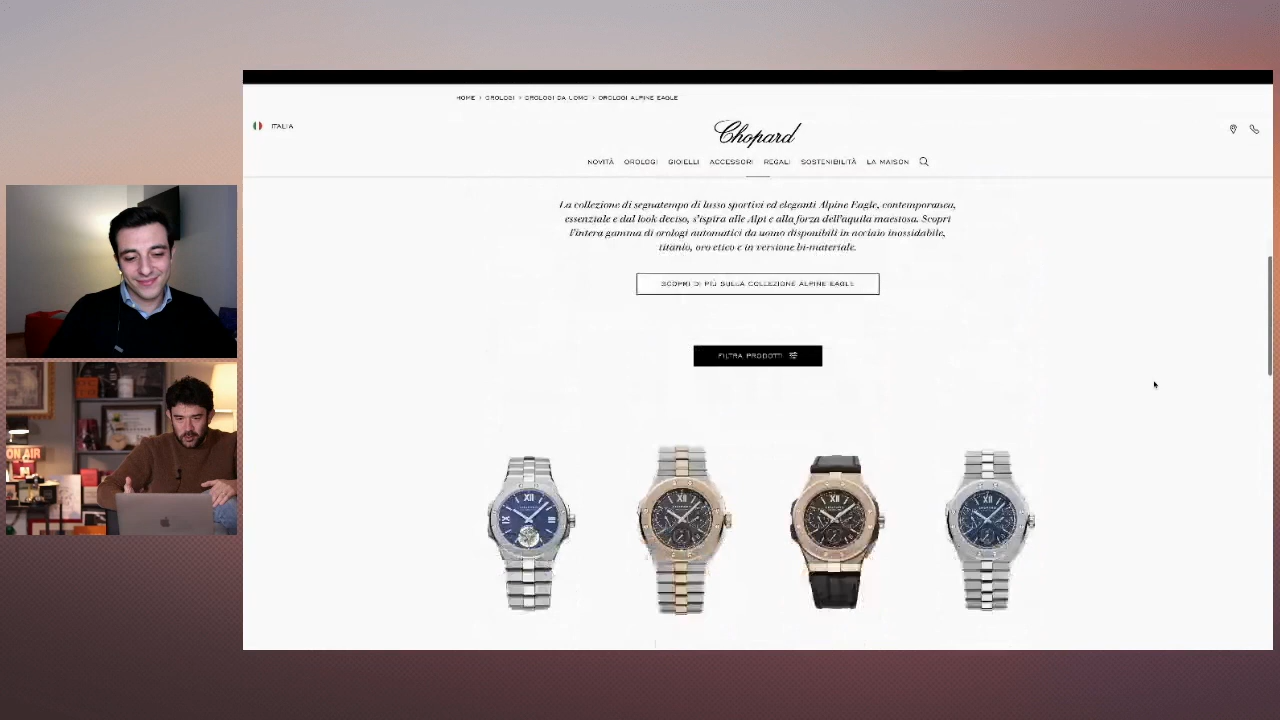 HOME > OROLOGI > OROLOGI DA UOMO > OROLOGI ALPINE EAGLE
ITALIA
Chopard
NOVITÀ OROLOGI GIOIELLI ACCESSORI REGALI SOSTENIBILITÀ LA MAISON
La collezione di segnatempo di lusso sportivi ed eleganti Alpine Eagle, contemporanea,
essenziale e dal look deciso, s'ispira alle Alpi e alla forza dell'aquila maestosa. Scopri
l'intera gamma di orologi automatici da uomo disponibili in acciaio inossidabile,
titanio, oro etico e in versione bi-materiale.
SCOPRI DI PIÙ SULLA COLLEZIONE ALPINE EAGLE
FILTRA PRODOTTI
ON AIR